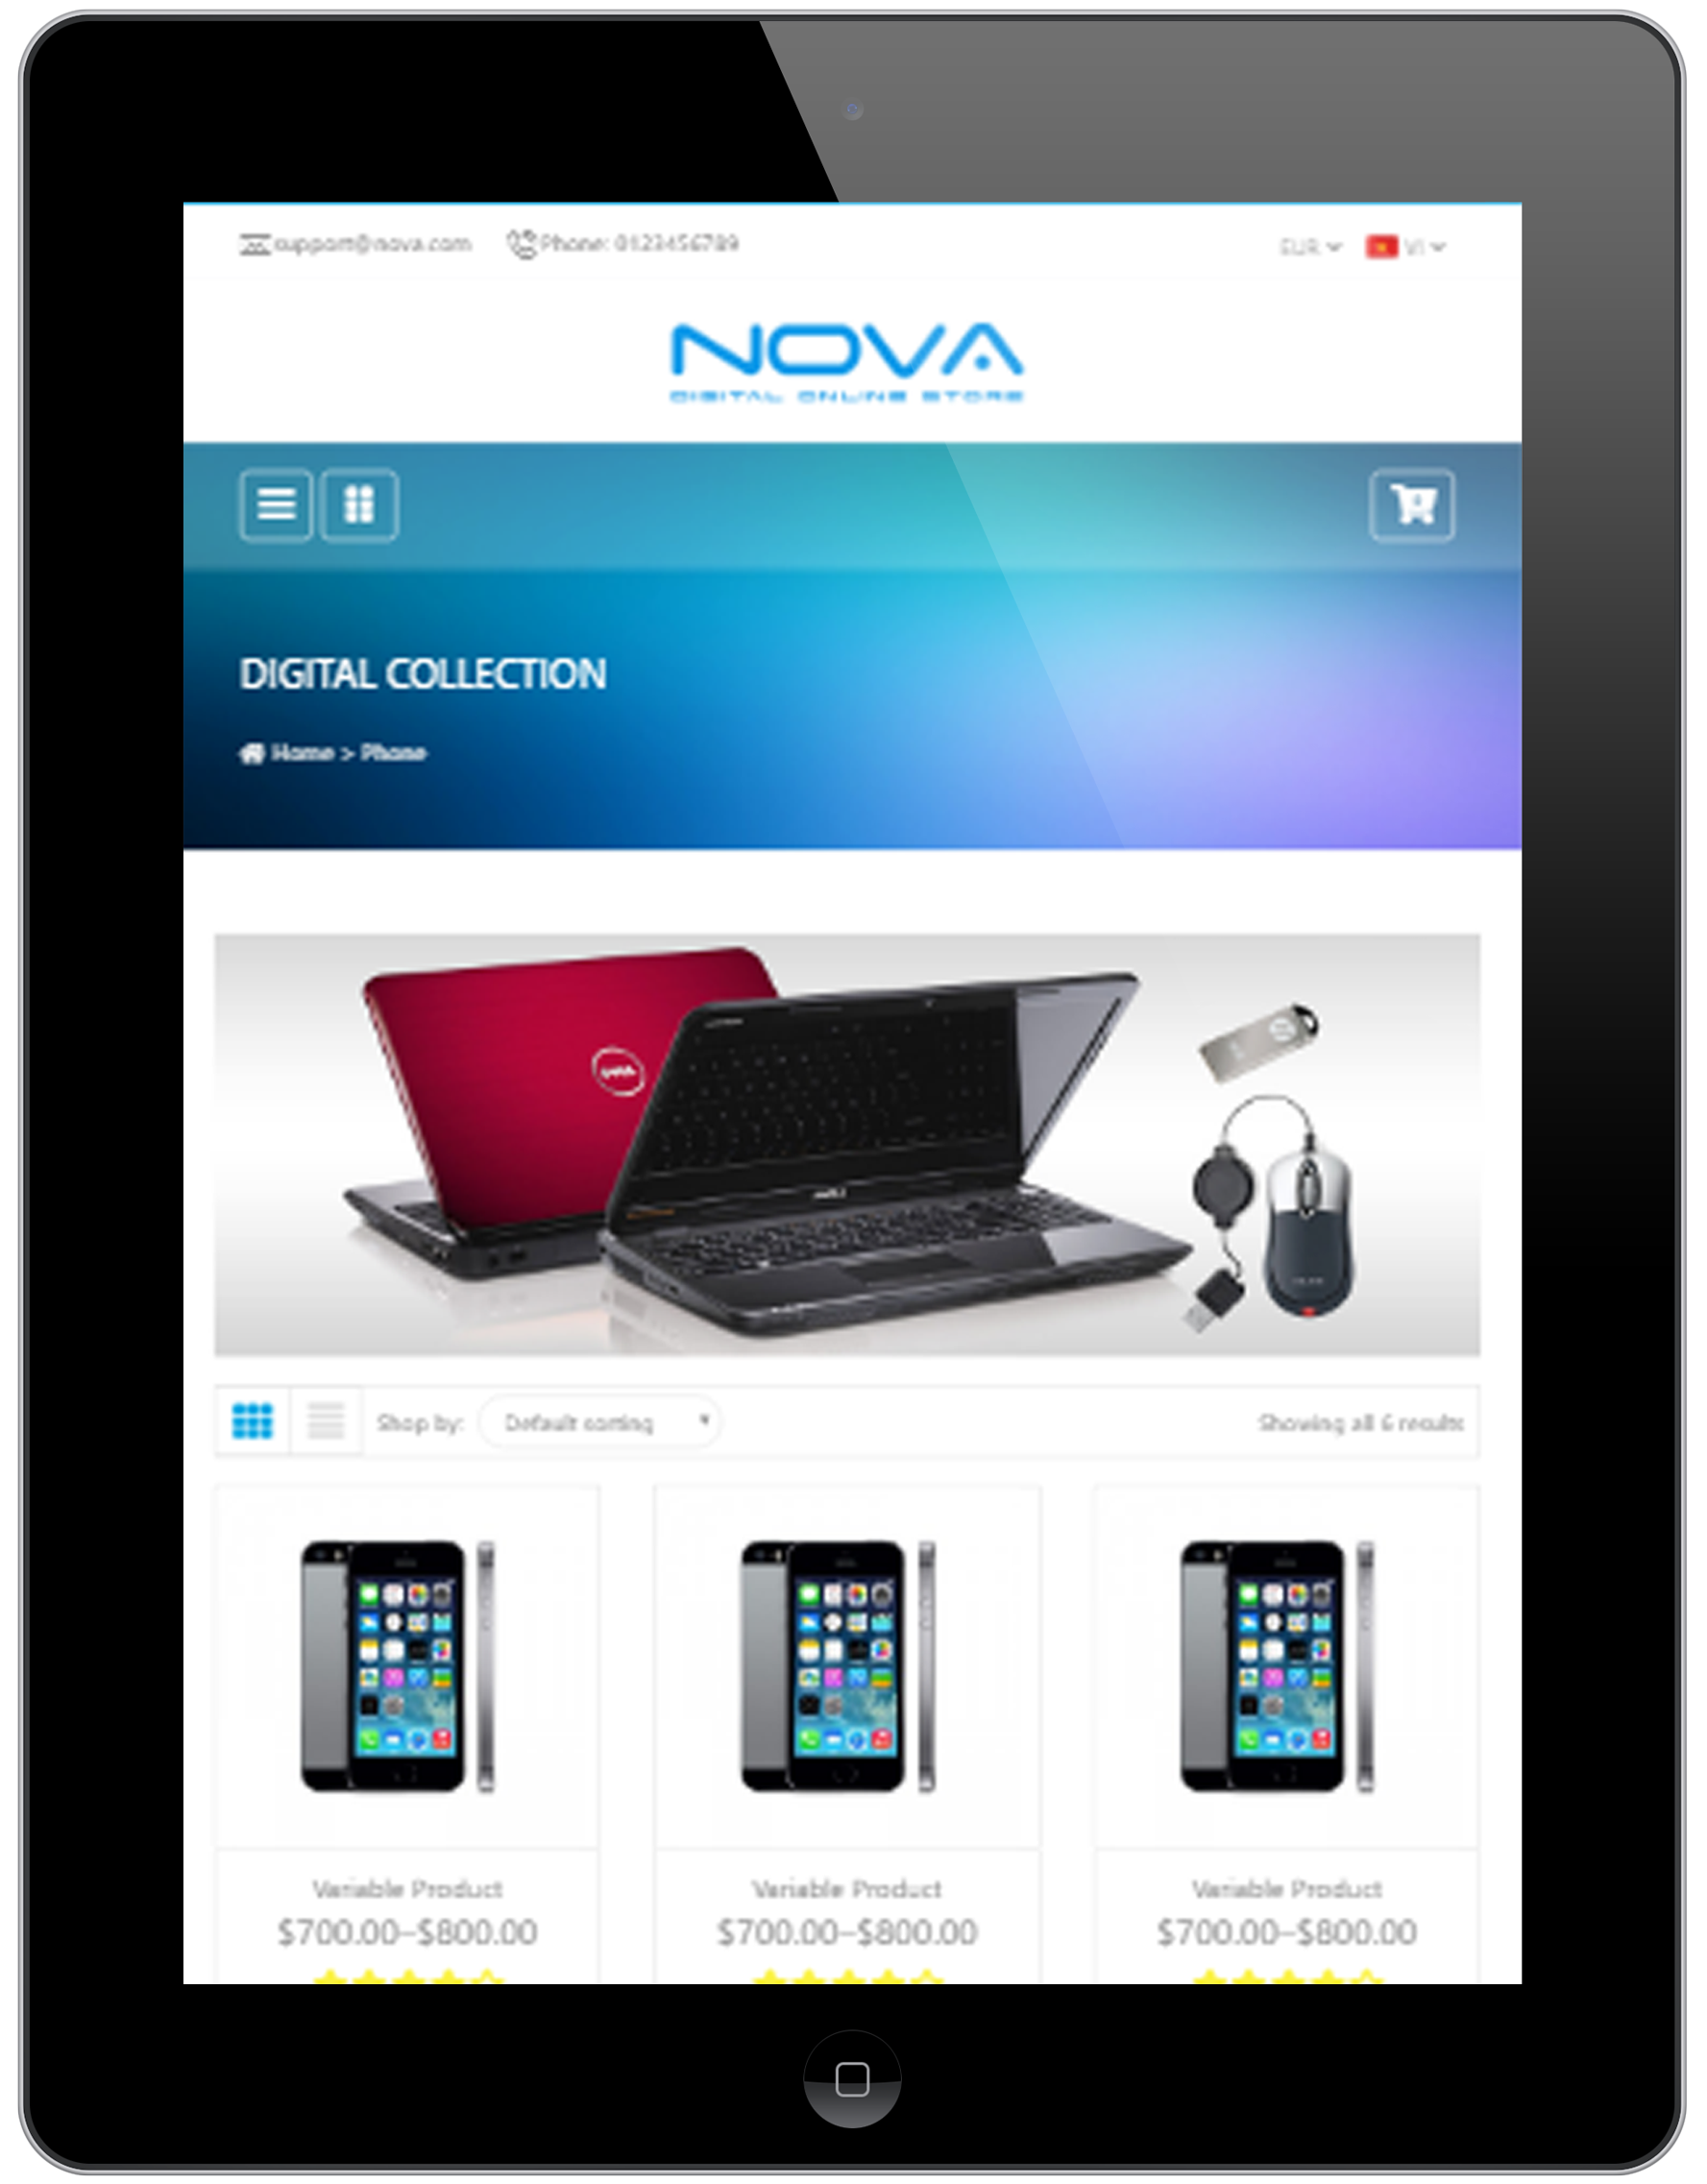 support@nova.com Phone: 0123456789 EUR VI
NOVA
DIGITAL ONLINE STORE
DIGITAL COLLECTION
Home > Phone
DELL
Shop by: Default sorting Showing all 6 results
Variable Product Variable Product Variable Product
$700.00–$800.00 $700.00–$800.00 $700.00–$800.00